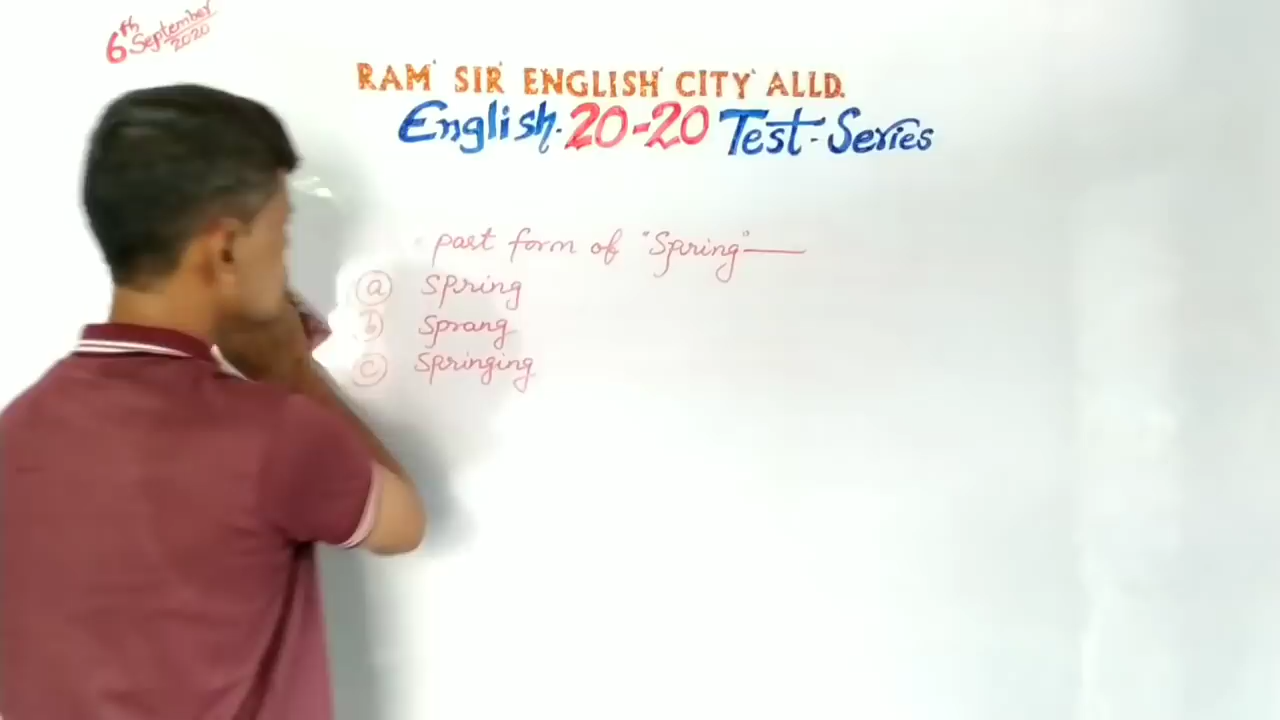 6th September 2020
RAM SIR ENGLISH CITY ALLD.
English 20-20 Test-Series
past form of "Spring"——
(a) Spring
(b) Sprang
(c) Springing